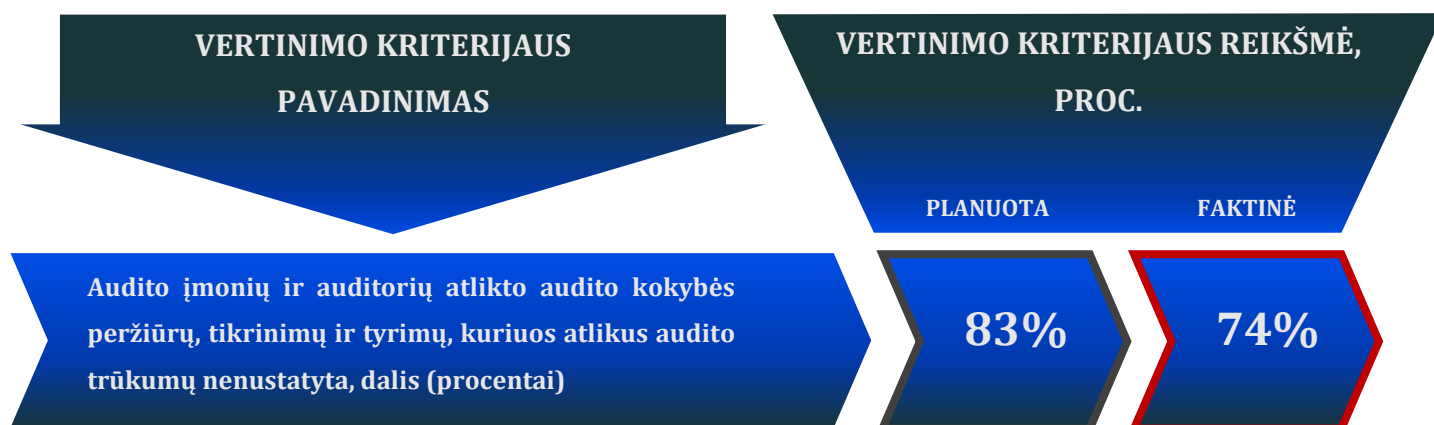 VERTINIMO KRITERIJAUS
PAVADINIMAS
VERTINIMO KRITERIJAUS REIKŠMĖ,
PROC.
PLANUOTA
FAKTINĖ
Audito įmonių ir auditorių atlikto audito kokybės
peržiūrų, tikrinimų ir tyrimų, kuriuos atlikus audito
trūkumų nenustatyta, dalis (procentai)
83%
74%